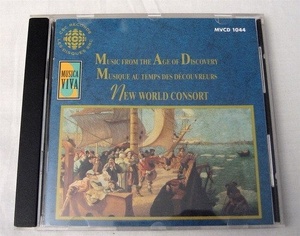 MVCD 1044
MUSIC FROM THE AGE OF DISCOVERY
MUSIQUE AU TEMPS DES DÉCOUVREURS
NEW WORLD CONSORT
MUSICA
VIVA